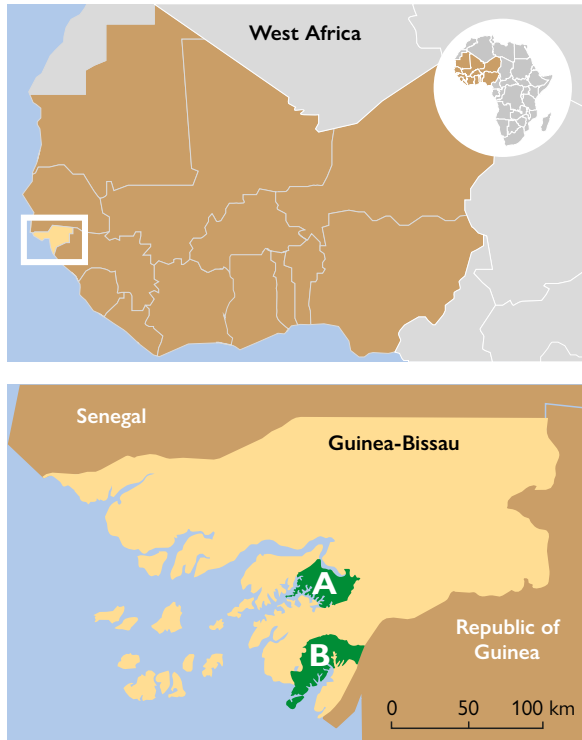 West Africa
Senegal
Guinea-Bissau
A
B
Republic of
Guinea
0 50 100 km